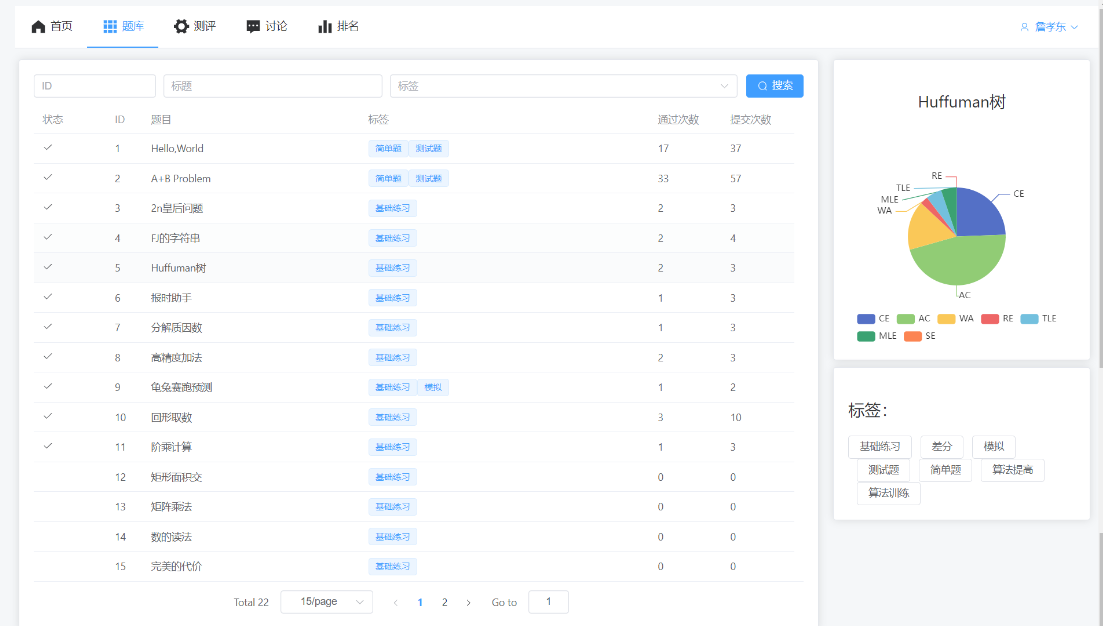 首页 题库 测评 讨论 排名 詹孝东
ID 标题 标签 搜索
状态 ID 题目 标签 通过次数 提交次数
1 Hello,World 简单题 测试题 17 37
2 A+B Problem 简单题 测试题 33 57
3 2n皇后问题 基础练习 2 3
4 FJ的字符串 基础练习 2 4
5 Huffuman树 基础练习 2 3
6 报时助手 基础练习 1 3
7 分解质因数 基础练习 1 3
8 高精度加法 基础练习 2 3
9 龟兔赛跑预测 基础练习 模拟 1 2
10 回形取数 基础练习 3 10
11 阶乘计算 基础练习 1 3
12 矩形面积交 基础练习 0 0
13 矩阵乘法 基础练习 0 0
14 数的读法 基础练习 0 0
15 完美的代价 基础练习 0 0
Total 22 15/page 1 2 Go to 1
Huffuman树
RE
TLE
MLE
WA
CE
AC
CE AC WA RE TLE
MLE SE
标签：
基础练习 差分 模拟
测试题 简单题 算法提高
算法训练